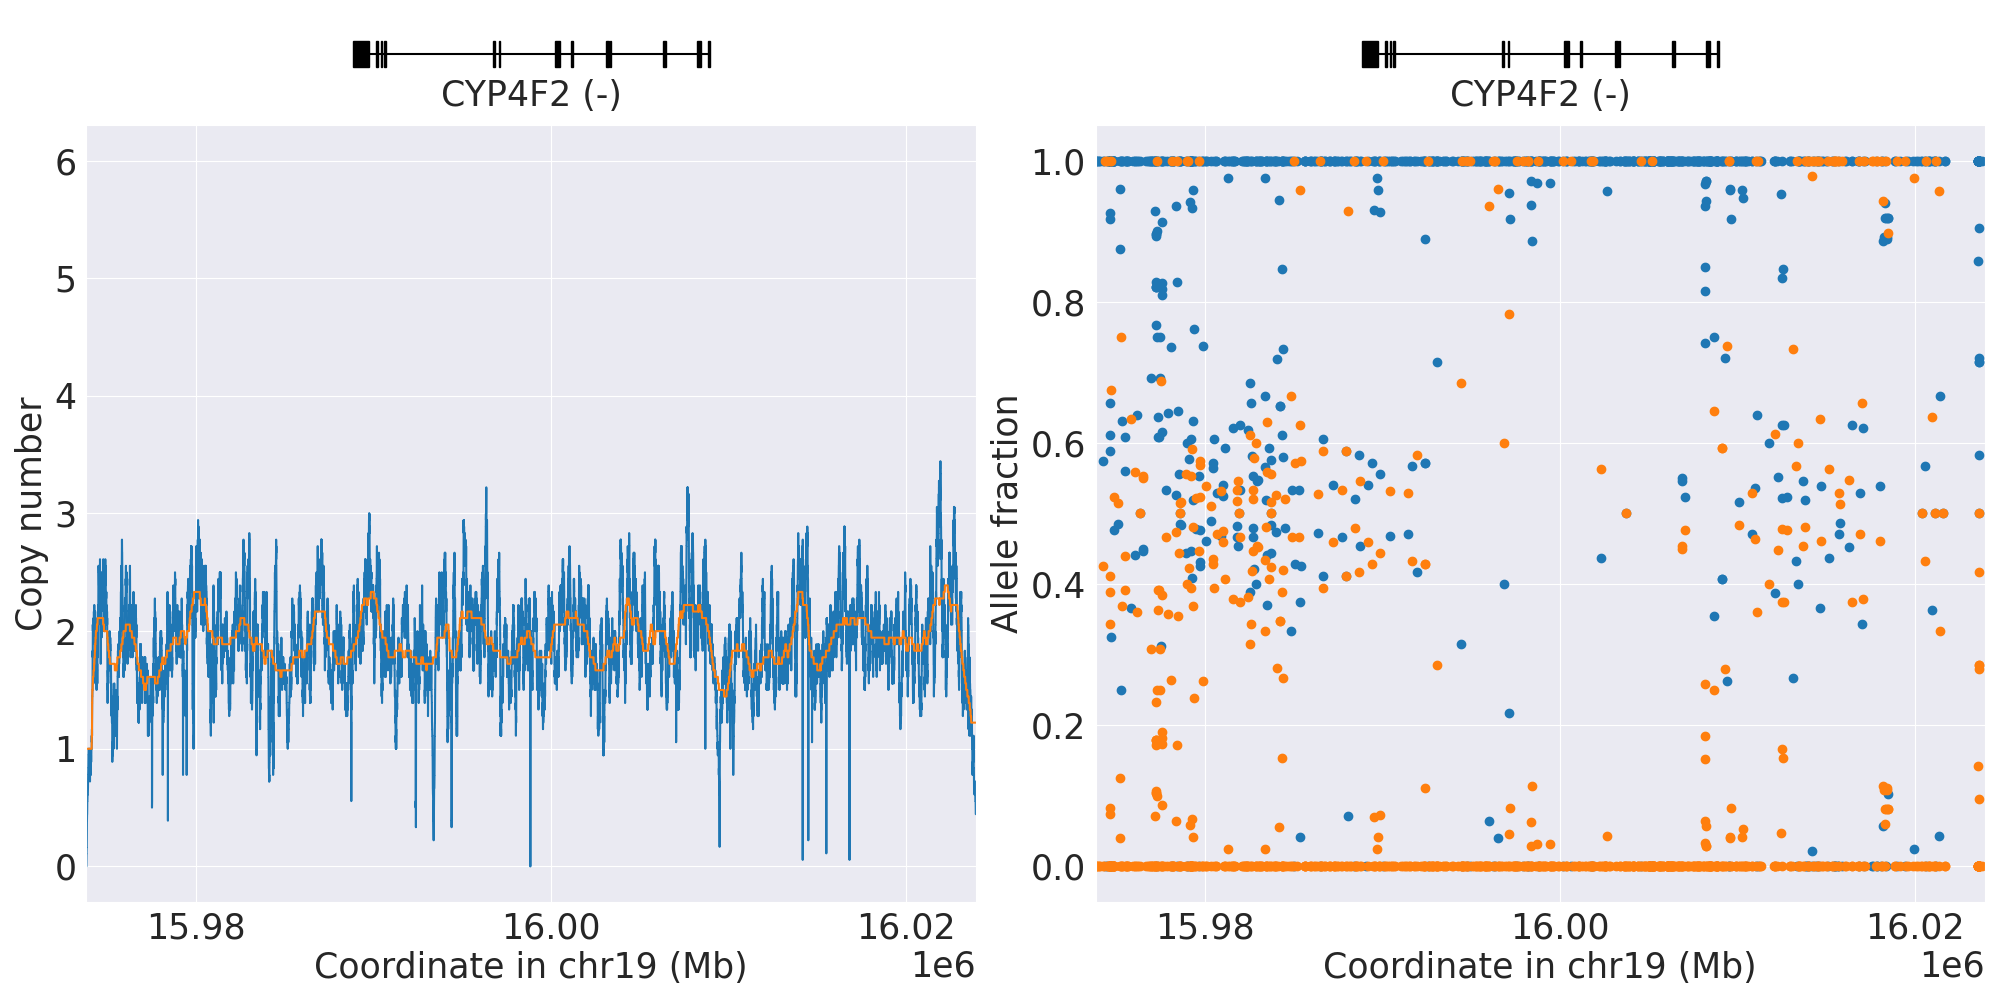 CYP4F2 (-)
Copy number
6
5
4
3
2
1
0
15.98
16.00
16.02
Coordinate in chr19 (Mb)
1e6
CYP4F2 (-)
Allele fraction
1.0
0.8
0.6
0.4
0.2
0.0
15.98
16.00
16.02
Coordinate in chr19 (Mb)
1e6